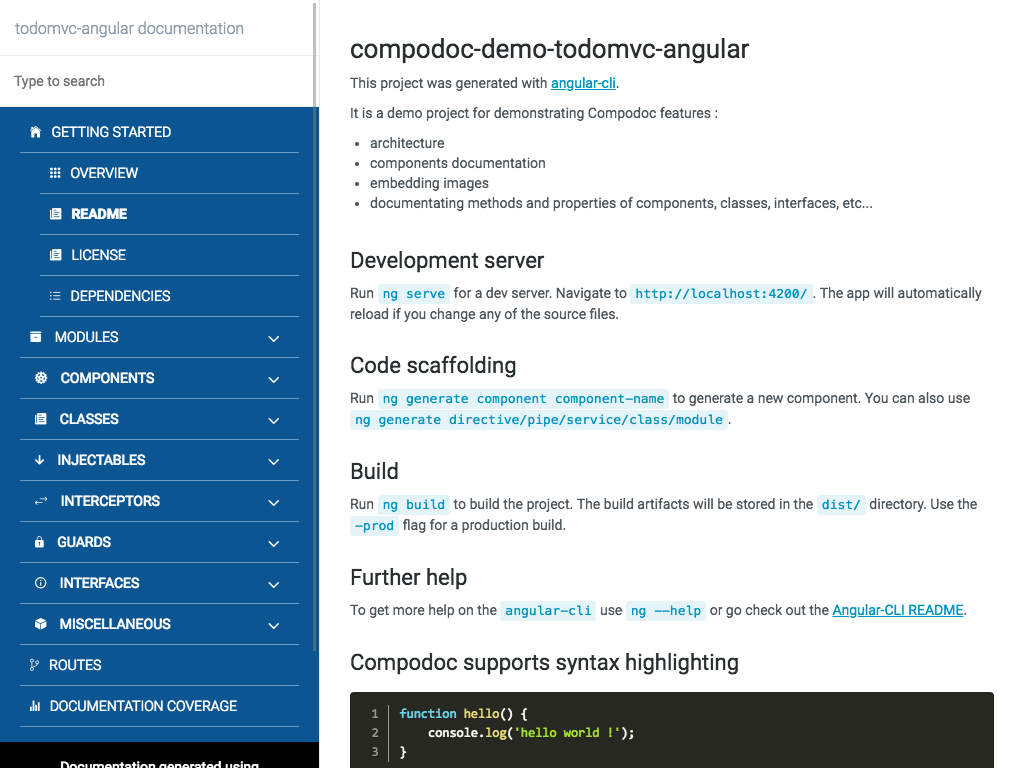 todomvc-angular documentation
Type to search
GETTING STARTED
OVERVIEW
README
LICENSE
DEPENDENCIES
MODULES
COMPONENTS
CLASSES
INJECTABLES
INTERCEPTORS
GUARDS
INTERFACES
MISCELLANEOUS
ROUTES
DOCUMENTATION COVERAGE
Documentation generated using
compodoc-demo-todomvc-angular
This project was generated with angular-cli.
It is a demo project for demonstrating Compodoc features :
• architecture
• components documentation
• embedding images
• documentating methods and properties of components, classes, interfaces, etc...
Development server
Run ng serve for a dev server. Navigate to http://localhost:4200/. The app will automatically
reload if you change any of the source files.
Code scaffolding
Run ng generate component component-name to generate a new component. You can also use
ng generate directive/pipe/service/class/module.
Build
Run ng build to build the project. The build artifacts will be stored in the dist/ directory. Use the
-prod flag for a production build.
Further help
To get more help on the angular-cli use ng --help or go check out the Angular-CLI README.
Compodoc supports syntax highlighting
1 function hello() {
2     console.log('hello world !');
3 }